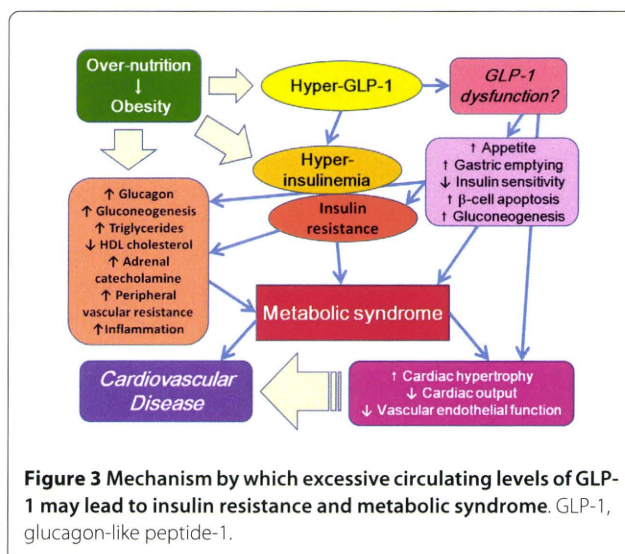 Over-nutrition
↓
Obesity
Hyper-GLP-1
GLP-1
dysfunction?
Hyper-
insulinemia
Insulin
resistance
↑ Appetite
↑ Gastric emptying
↓ Insulin sensitivity
↑ β-cell apoptosis
↑ Gluconeogenesis
↑ Glucagon
↑ Gluconeogenesis
↑ Triglycerides
↓ HDL cholesterol
↑ Adrenal
catecholamine
↑ Peripheral
vascular resistance
↑Inflammation
Metabolic syndrome
Cardiovascular
Disease
↑ Cardiac hypertrophy
↓ Cardiac output
↓ Vascular endothelial function
Figure 3 Mechanism by which excessive circulating levels of GLP-
1 may lead to insulin resistance and metabolic syndrome. GLP-1,
glucagon-like peptide-1.